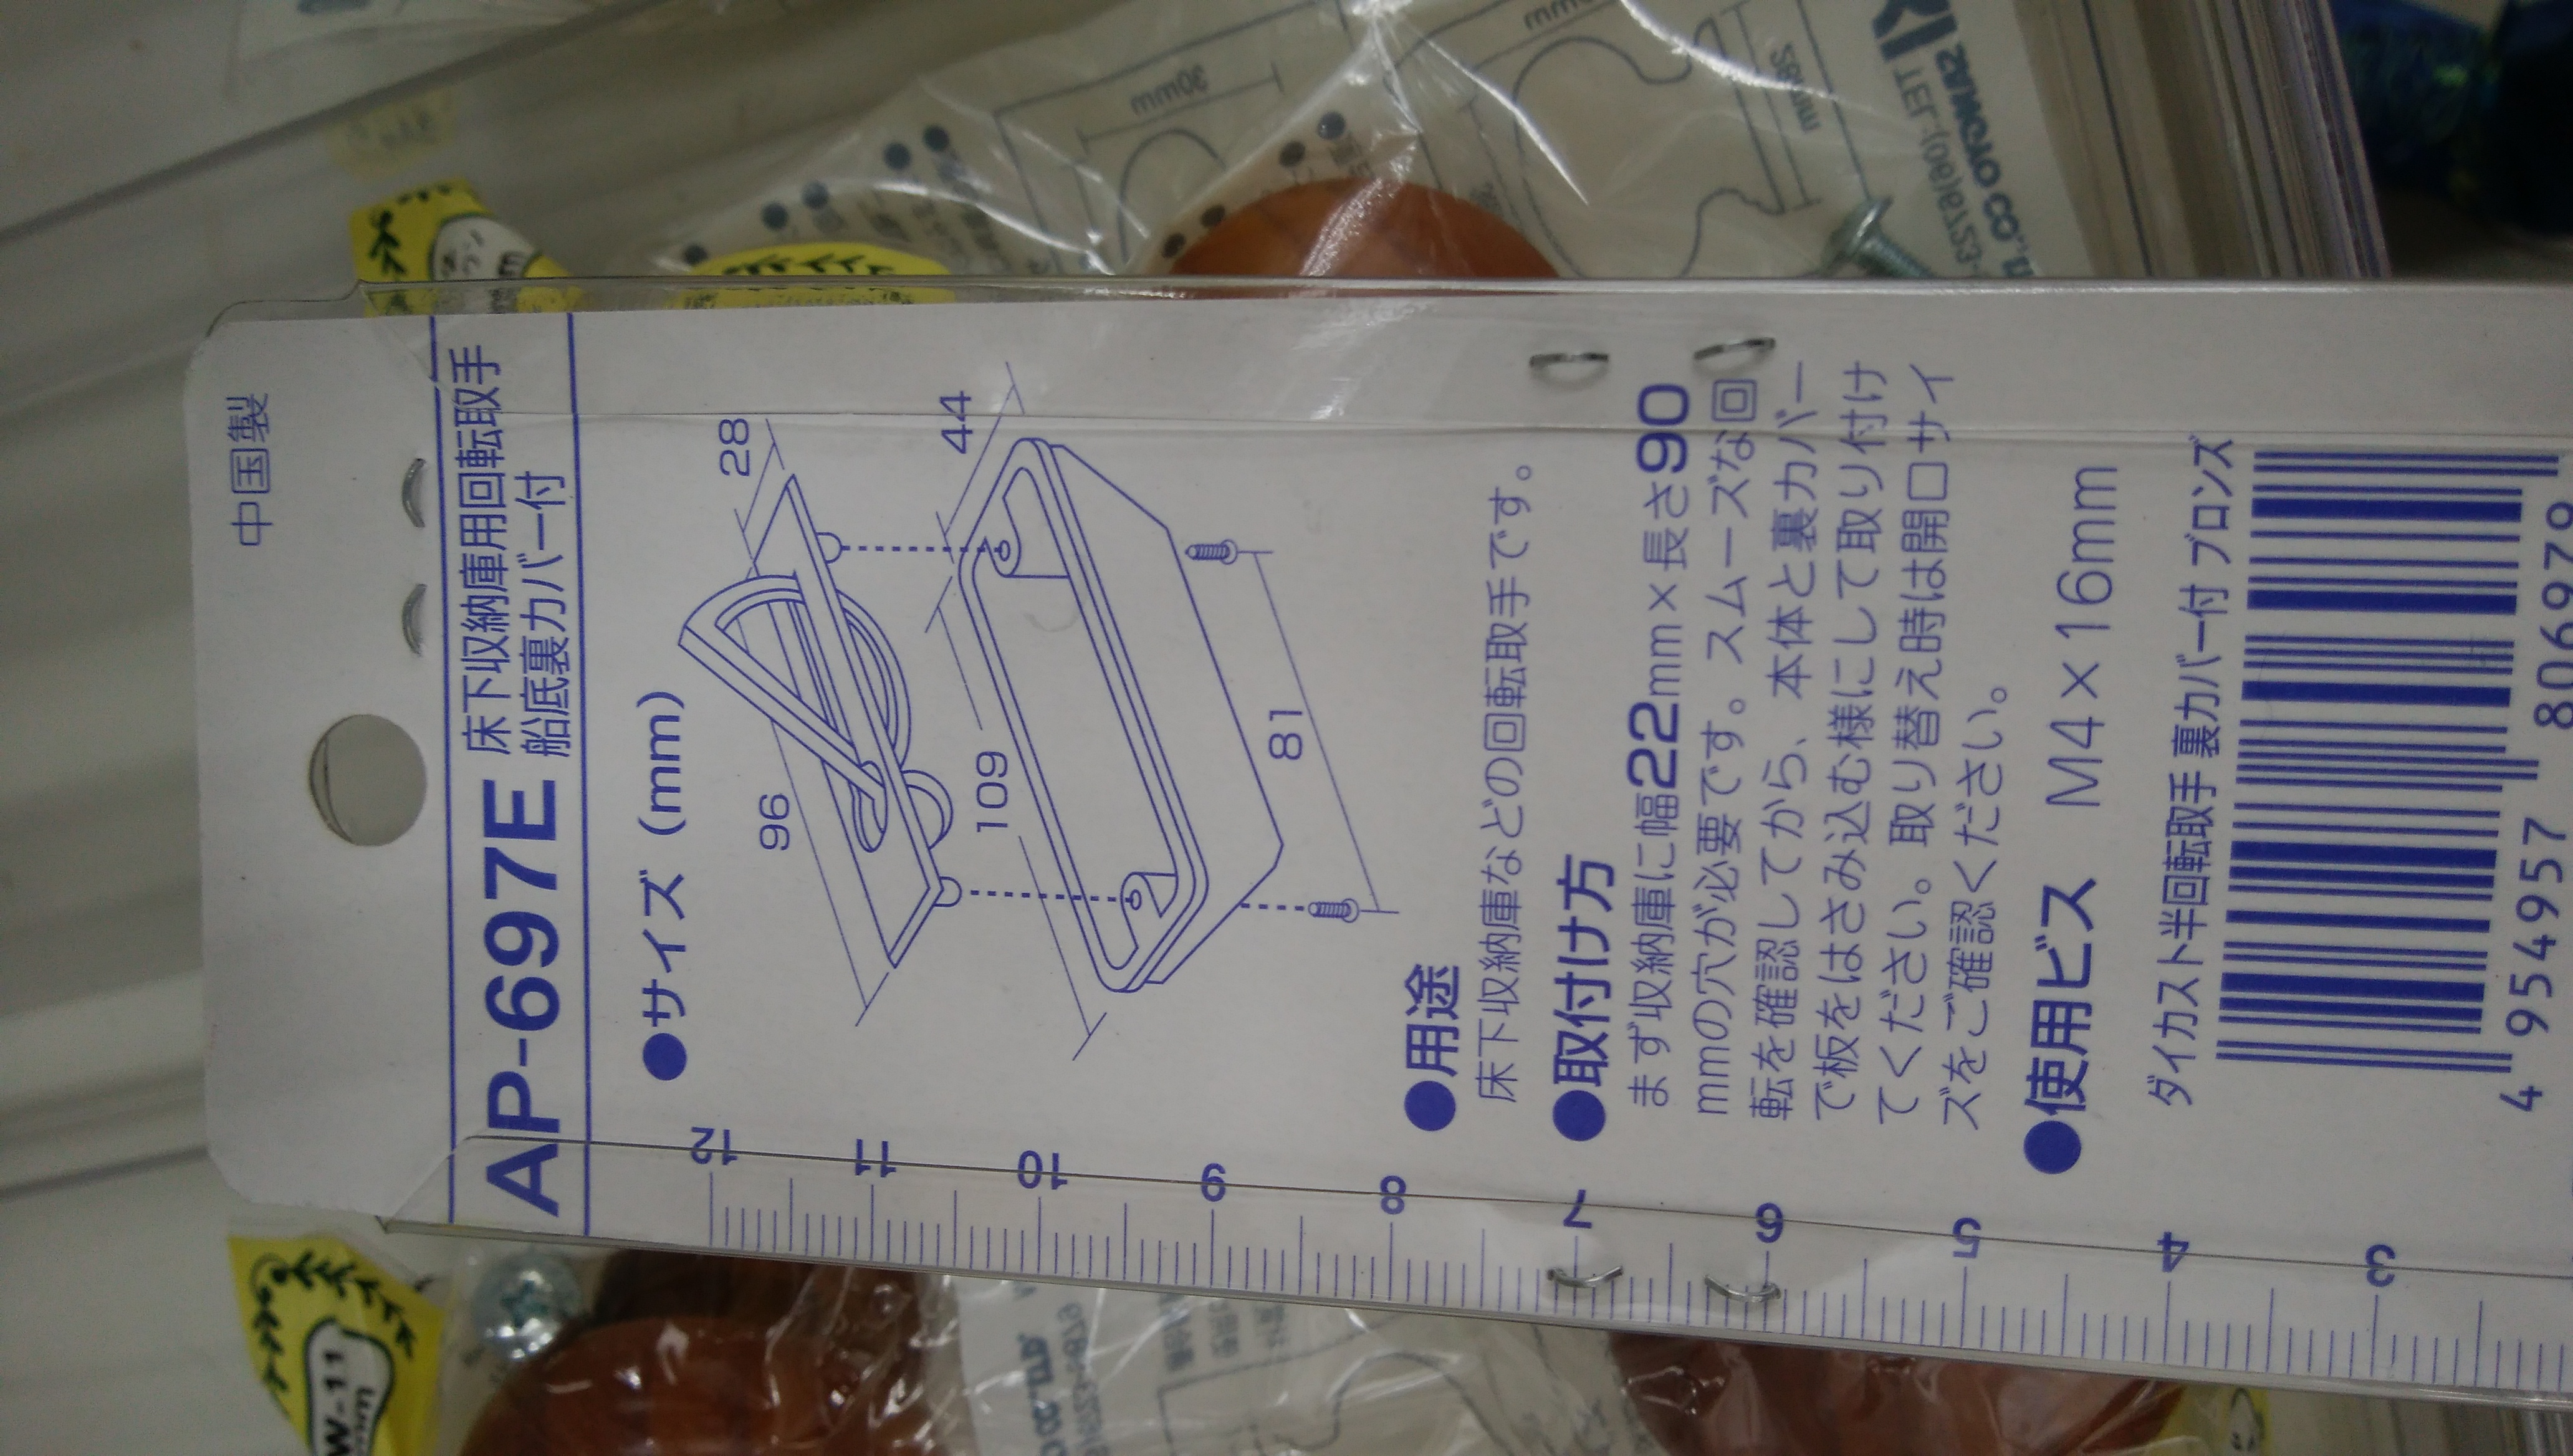 中国製
AP-697E
床下収納庫用回転取手
船底裏カバー付
●サイズ（mm）
96
28
109
44
81
●用途
床下収納庫などの回転取手です。
●取付け方
まず収納庫に幅22mm×長さ90
mmの穴が必要です。スムーズな回
転を確認してから、本体と裏カバー
で板をはさみ込む様にして取り付け
てください。取り替え時は開口サイ
ズをご確認ください。
●使用ビス　M4×16mm
ダイカスト半回転取手 裏カバー付 ブロンズ
4 954957 806979
12
11
10
9
8
7
6
5
4
3
W-11
mm
30mm
28mm
TEL:(06)6723-
SANGYO CO.,